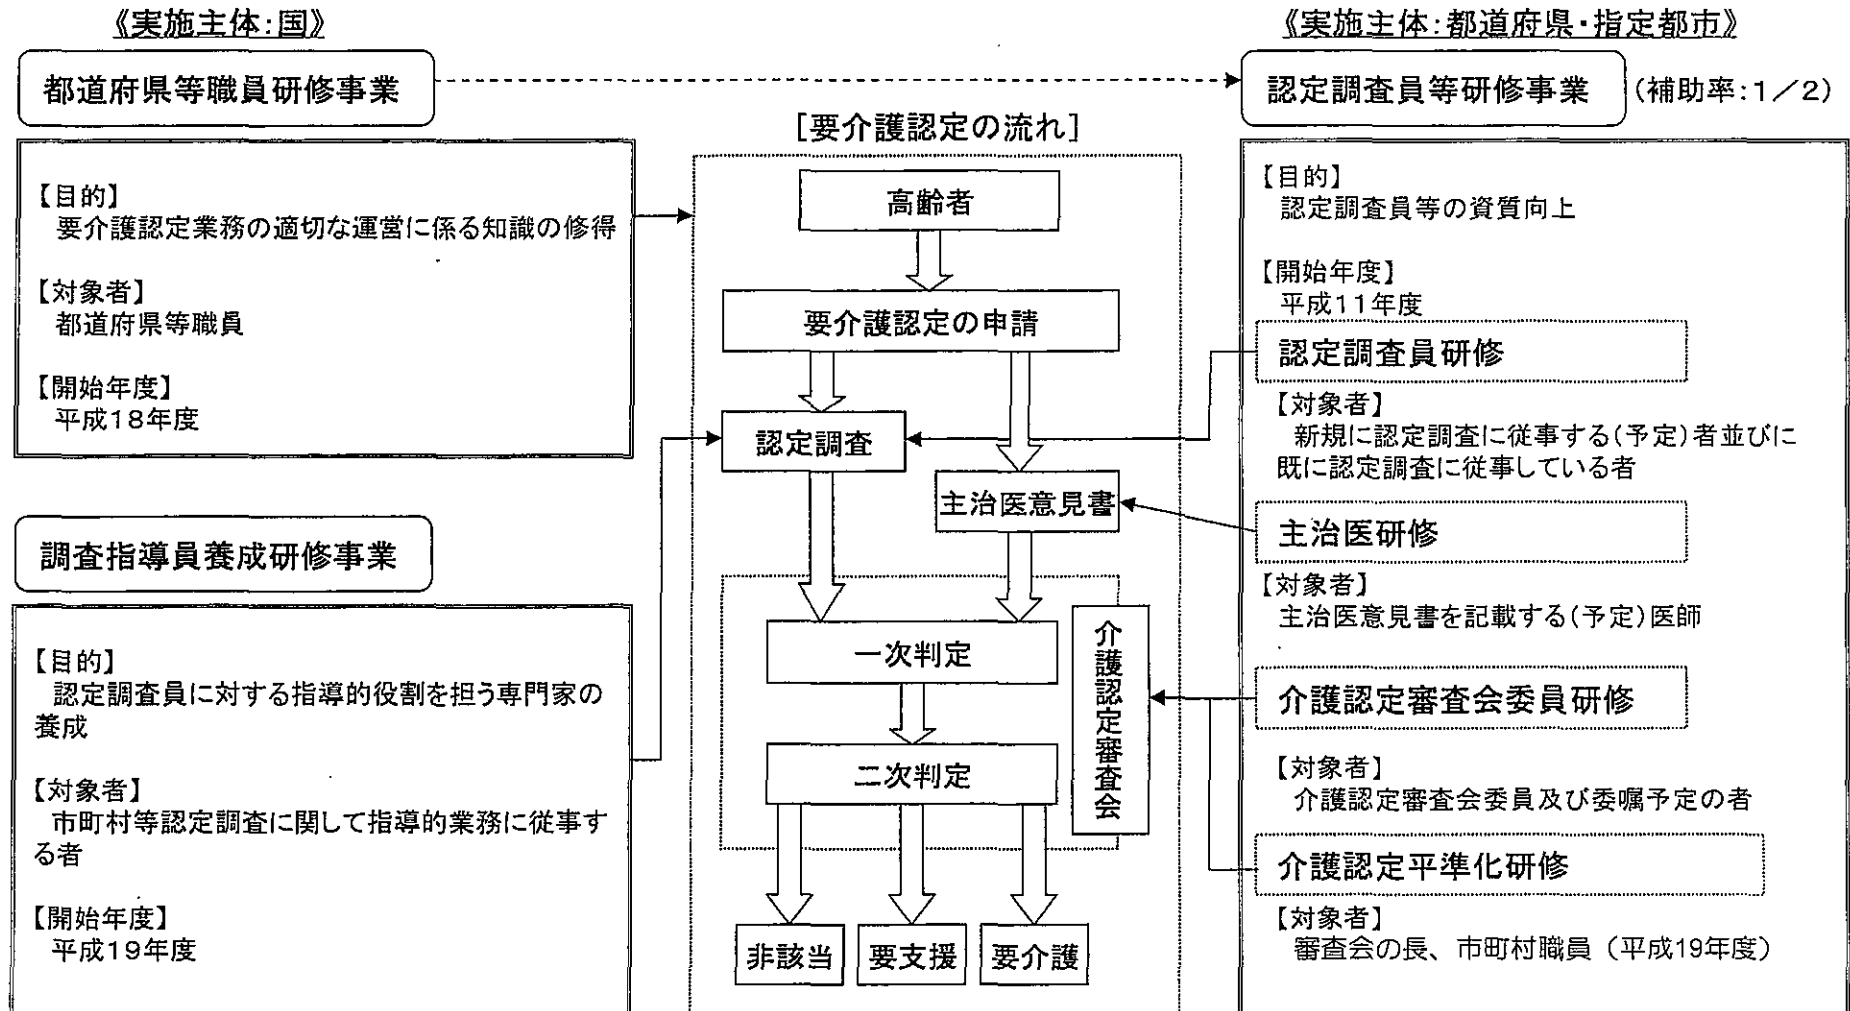 《実施主体:国》
都道府県等職員研修事業
【目的】
要介護認定業務の適切な運営に係る知識の修得
【対象者】
都道府県等職員
【開始年度】
平成18年度
調査指導員養成研修事業
【目的】
認定調査員に対する指導的役割を担う専門家の
養成
【対象者】
市町村等認定調査に関して指導的業務に従事す
る者
【開始年度】
平成19年度
[要介護認定の流れ]
高齢者
要介護認定の申請
認定調査
主治医意見書
一次判定
二次判定
介護認定審査会
非該当
要支援
要介護
《実施主体:都道府県・指定都市》
認定調査員等研修事業
(補助率:1/2)
【目的】
認定調査員等の資質向上
【開始年度】
平成11年度
認定調査員研修
【対象者】
新規に認定調査に従事する(予定)者並びに
既に認定調査に従事している者
主治医研修
【対象者】
主治医意見書を記載する(予定)医師
介護認定審査会委員研修
【対象者】
介護認定審査会委員及び委嘱予定の者
介護認定平準化研修
【対象者】
審査会の長、市町村職員(平成19年度)